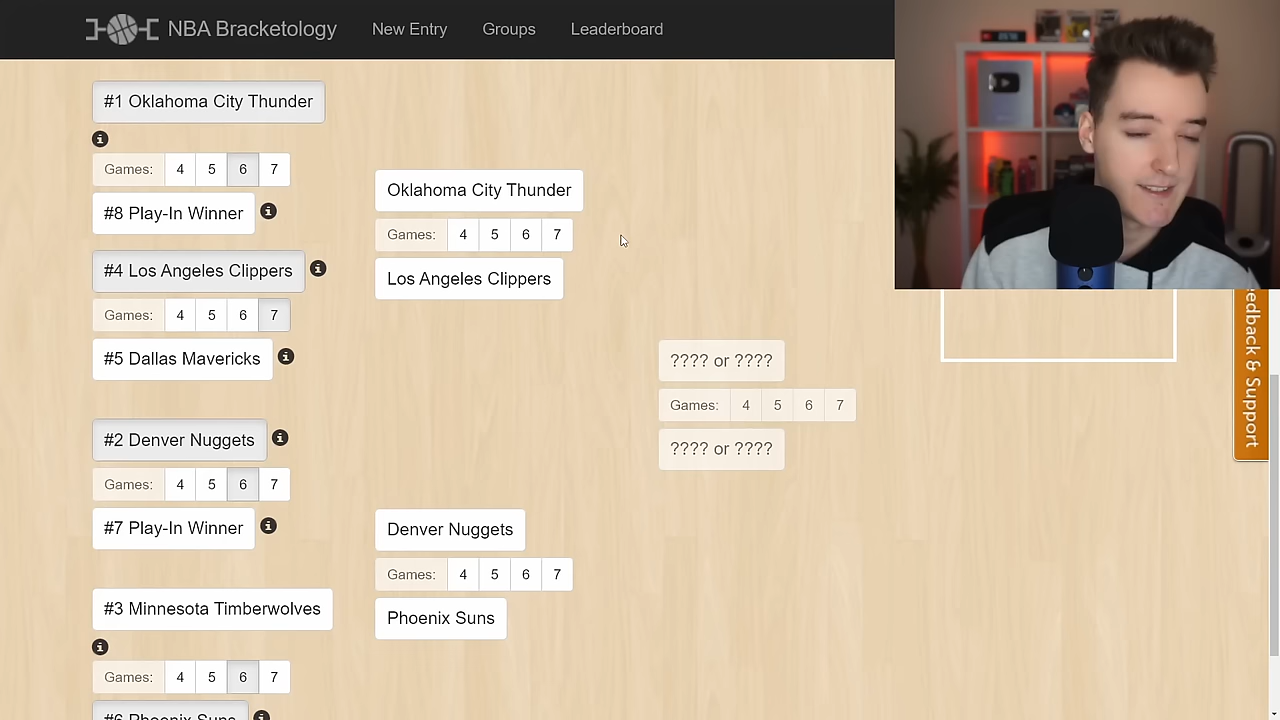 NBA Bracketology New Entry Groups Leaderboard
#1 Oklahoma City Thunder
Games: 4 5 6 7
#8 Play-In Winner
#4 Los Angeles Clippers
Games: 4 5 6 7
#5 Dallas Mavericks
#2 Denver Nuggets
Games: 4 5 6 7
#7 Play-In Winner
#3 Minnesota Timberwolves
Games: 4 5 6 7
#6 Phoenix Suns
Oklahoma City Thunder
Games: 4 5 6 7
Los Angeles Clippers
Denver Nuggets
Games: 4 5 6 7
Phoenix Suns
???? or ????
Games: 4 5 6 7
???? or ????
edback & Support